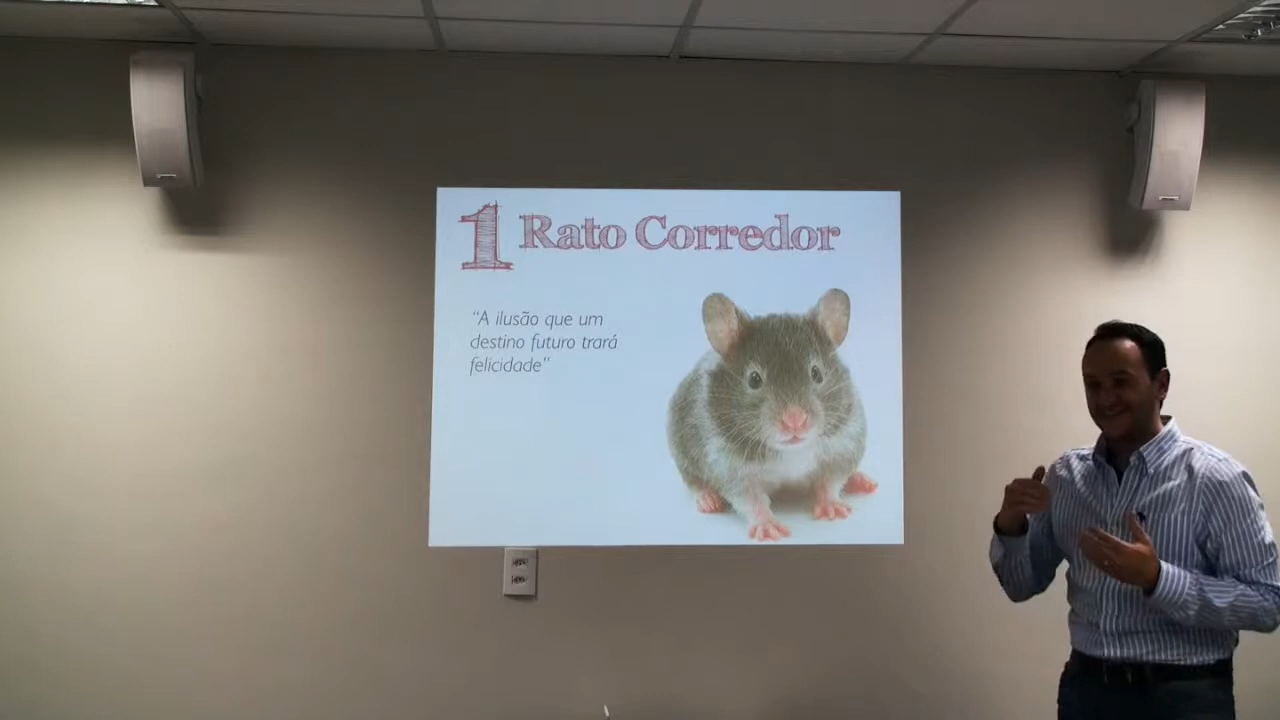 1 Rato Corredor
“A ilusão que um
destino futuro trará
felicidade”